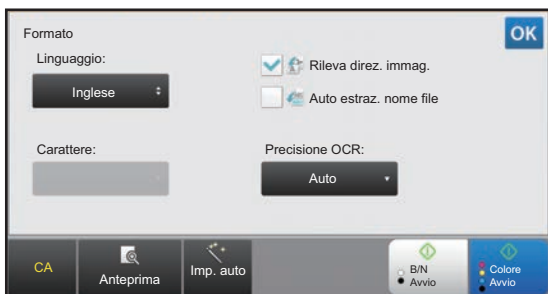 Formato
OK
Linguaggio:
Inglese
Rileva direz. immag.
Auto estraz. nome file
Carattere:
Precisione OCR:
Auto
CA
Anteprima
Imp. auto
B/N
Avvio
Colore
Avvio